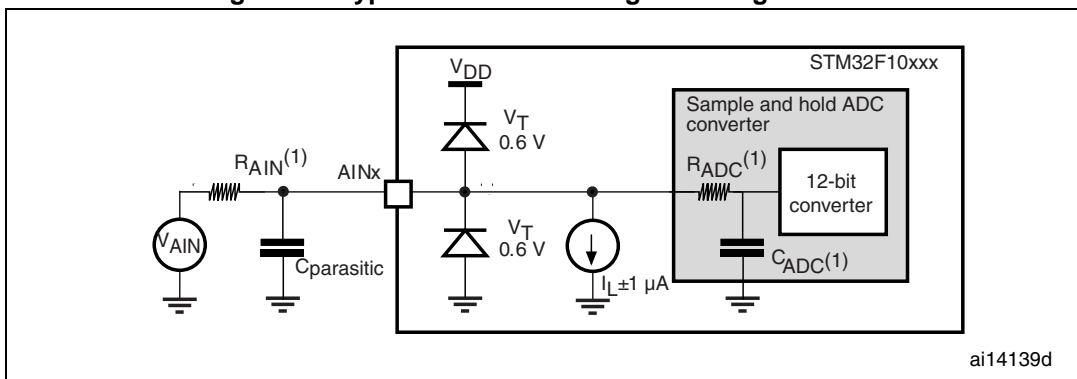 STM32F10xxx
VDD
Sample and hold ADC
converter
VT
0.6 V
RAIN(1)
AINx
RADC(1)
12-bit
converter
VAIN
Cparasitic
VT
0.6 V
IL±1 µA
CADC(1)
ai14139d